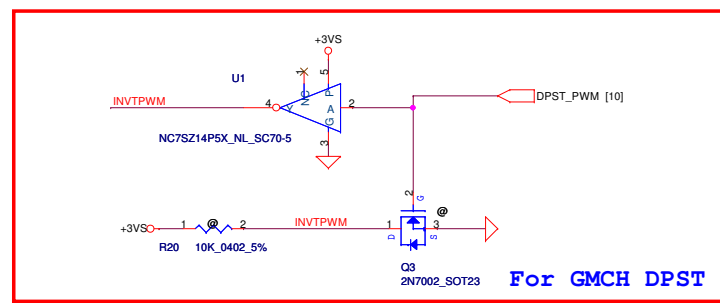 +3VS
U1
5
1
NC
P
INVTPWM
4
Y
A
2
DPST_PWM [10]
G
3
NC7SZ14P5X_NL_SC70-5
2
G
@
+3VS
1
@
2
INVTPWM
1
3
D
S
R20
10K_0402_5%
Q3
2N7002_SOT23
For GMCH DPST